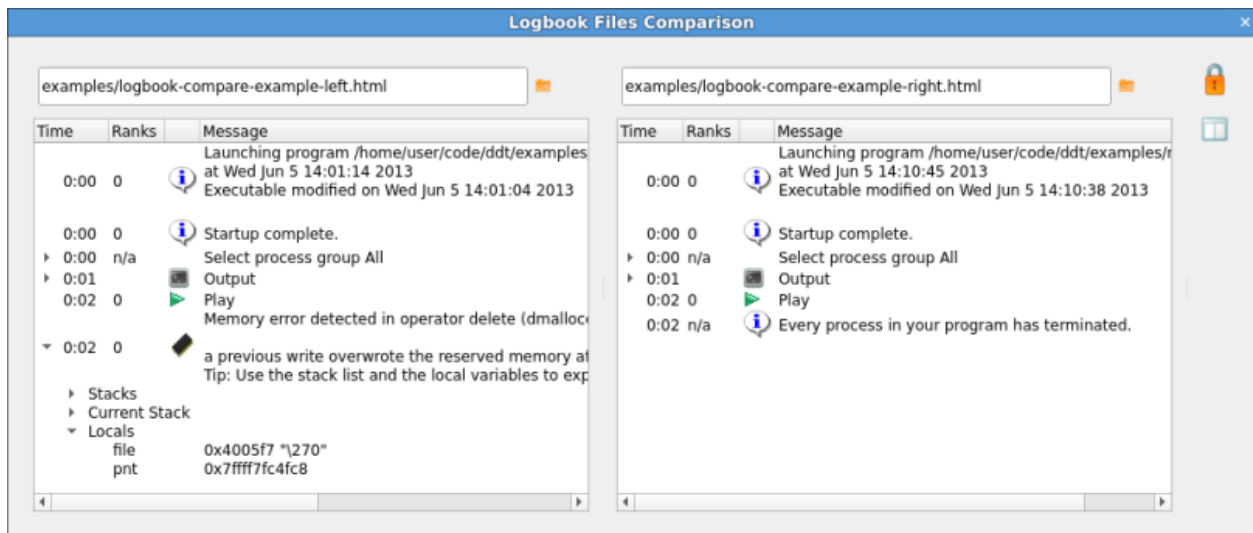 Logbook Files Comparison
examples/logbook-compare-example-left.html
Time Ranks Message
Launching program /home/user/code/ddt/examples
at Wed Jun 5 14:01:14 2013
0:00 0
Executable modified on Wed Jun 5 14:01:04 2013
0:00 0 Startup complete.
0:00 n/a Select process group All
0:01 Output
0:02 0 Play
Memory error detected in operator delete (dmalloc
0:02 0
a previous write overwrote the reserved memory
Tip: Use the stack list and the local variables to exp
Stacks
Current Stack
Locals
file 0x4005f7 "\270"
pnt 0x7ffff7fc4fc8
examples/logbook-compare-example-right.html
Time Ranks Message
Launching program /home/user/code/ddt/examples/
at Wed Jun 5 14:10:45 2013
0:00 0
Executable modified on Wed Jun 5 14:10:38 2013
0:00 0 Startup complete.
0:00 n/a Select process group All
0:01 Output
0:02 0 Play
0:02 n/a Every process in your program has terminated.